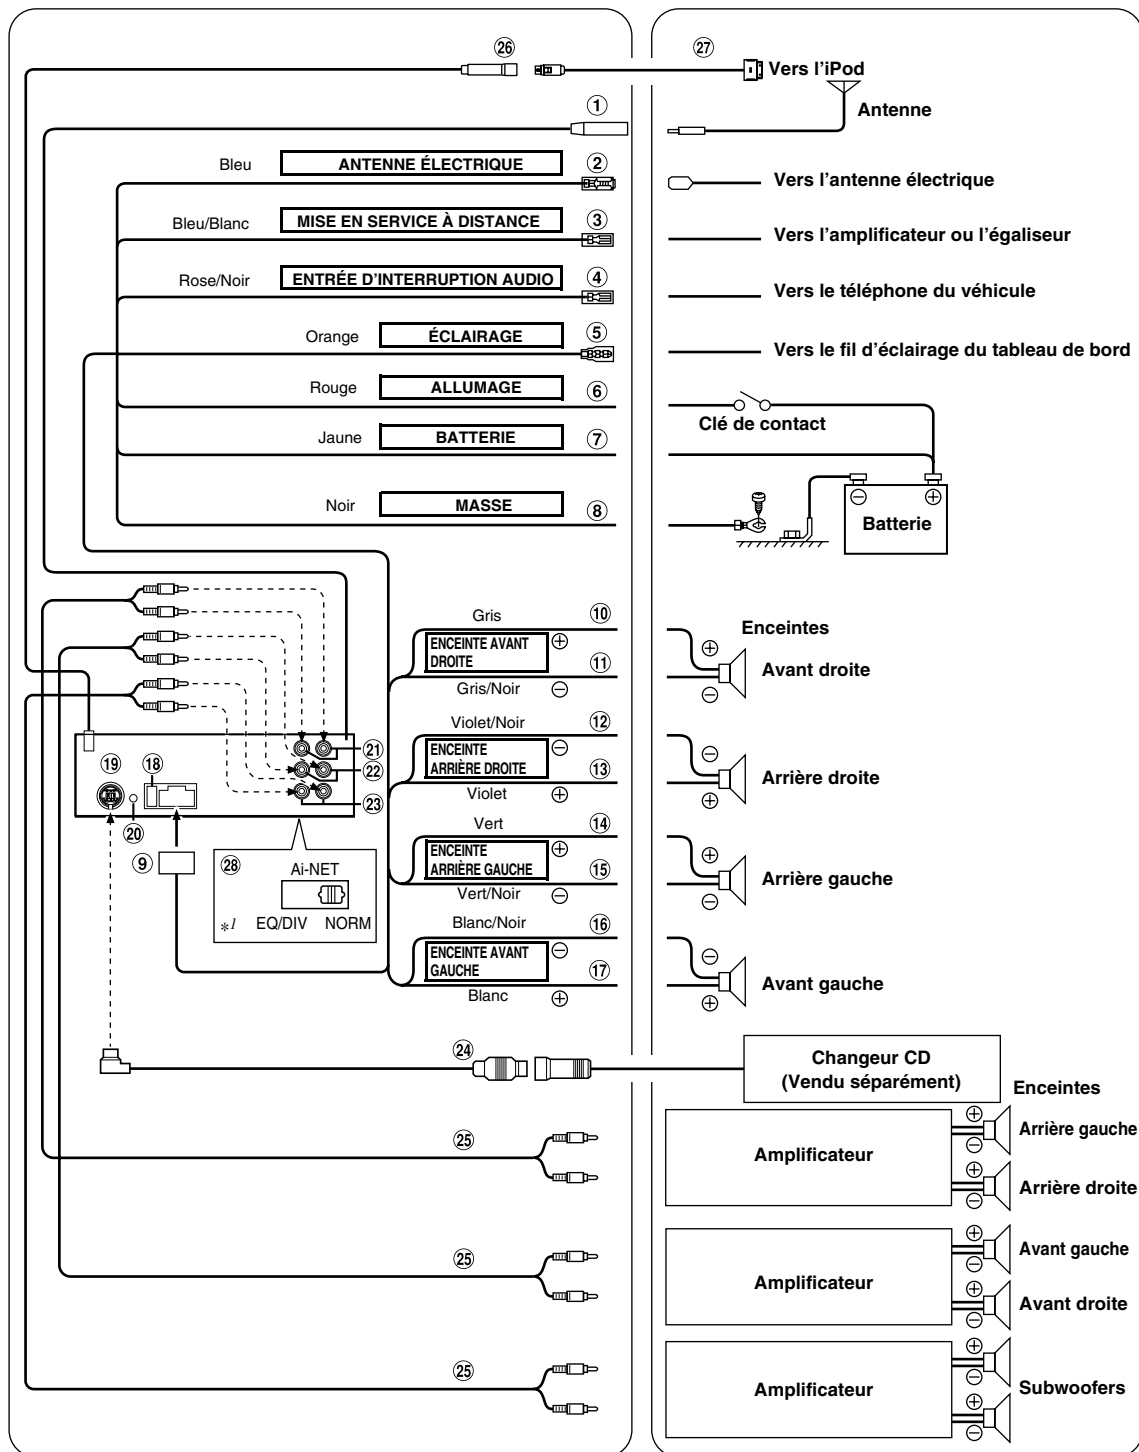 ㉖ ㉗
Vers l'iPod
①
Antenne
Bleu ANTENNE ÉLECTRIQUE ② Vers l'antenne électrique
Bleu/Blanc MISE EN SERVICE À DISTANCE ③ Vers l'amplificateur ou l'égaliseur
Rose/Noir ENTRÉE D'INTERRUPTION AUDIO ④ Vers le téléphone du véhicule
Orange ÉCLAIRAGE ⑤ Vers le fil d'éclairage du tableau de bord
Rouge ALLUMAGE ⑥
Clé de contact
Jaune BATTERIE ⑦
⊖ ⊕
Noir MASSE ⑧ Batterie
Gris ⑩ Enceintes
ENCEINTE AVANT ⊕ ⊕
DROITE ⑪ Avant droite
Gris/Noir ⊖ ⊖
Violet/Noir ⑫
ENCEINTE ⊖ ⊖
ARRIÈRE DROITE ⑬ Arrière droite
Violet ⊕ ⊕
⑲ ⑱ ㉑
㉒
㉓
⑳
⑨
Vert ⑭
ENCEINTE ⊕ ⊕
ARRIÈRE GAUCHE ⑮ Arrière gauche
Vert/Noir ⊖ ⊖
㉘ Ai-NET
*1 EQ/DIV NORM
Blanc/Noir ⑯
ENCEINTE AVANT ⊖ ⊖
GAUCHE ⑰ Avant gauche
Blanc ⊕ ⊕
㉔ Changeur CD
(Vendu séparément)
Enceintes
㉕ Amplificateur
⊕ ⊖ Arrière gauche
⊕ ⊖ Arrière droite
㉕ Amplificateur
⊕ ⊖ Avant gauche
⊕ ⊖ Avant droite
㉕ Amplificateur
⊕ ⊖
Subwoofers
⊕ ⊖